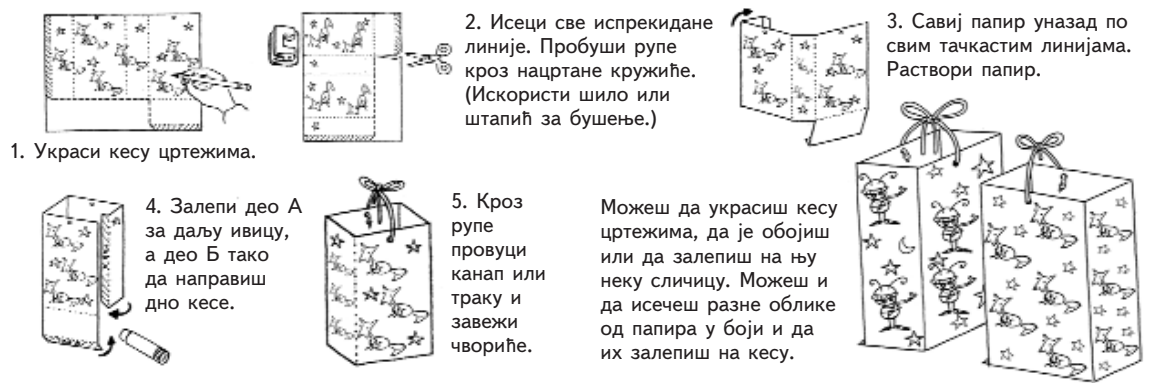 1. Украси кесу цртежима.
2. Исеци све испрекидане
линије. Пробуши рупе
кроз нацртане кружиће.
(Искористи шило или
штапић за бушење.)
3. Савиј папир уназад по
свим тачкастим линијама.
Раствори папир.
4. Залепи део А
за даљу ивицу,
а део Б тако
да направиш
дно кесе.
5. Кроз
рупе
провуци
канап или
траку и
завежи
чвориће.
Можеш да украсиш кесу
цртежима, да је обојиш
или да залепиш на њу
неку сличицу. Можеш и
да исечеш разне облике
од папира у боји и да
их залепиш на кесу.